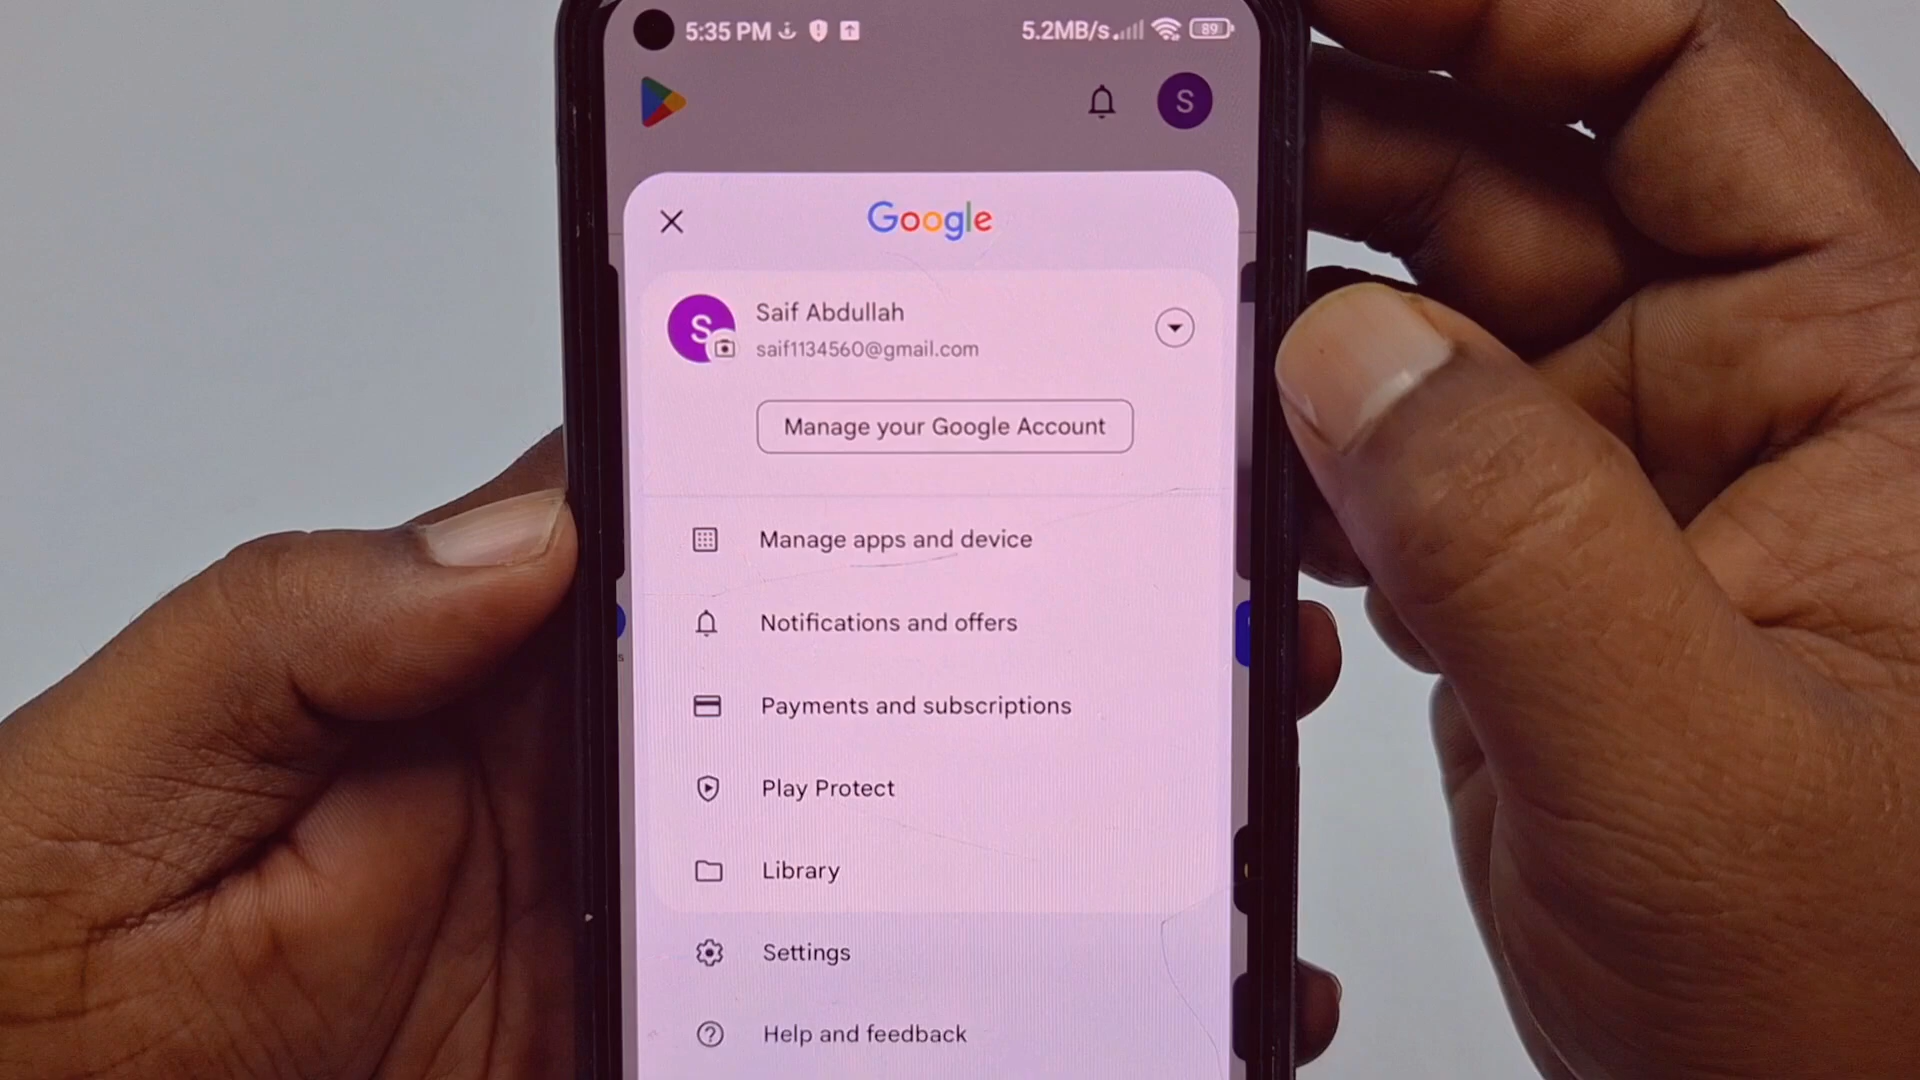 5:35 PM 5.2MB/s 89
S
Google
S Saif Abdullah
saif1134560@gmail.com
Manage your Google Account
Manage apps and device
Notifications and offers
Payments and subscriptions
Play Protect
Library
Settings
Help and feedback